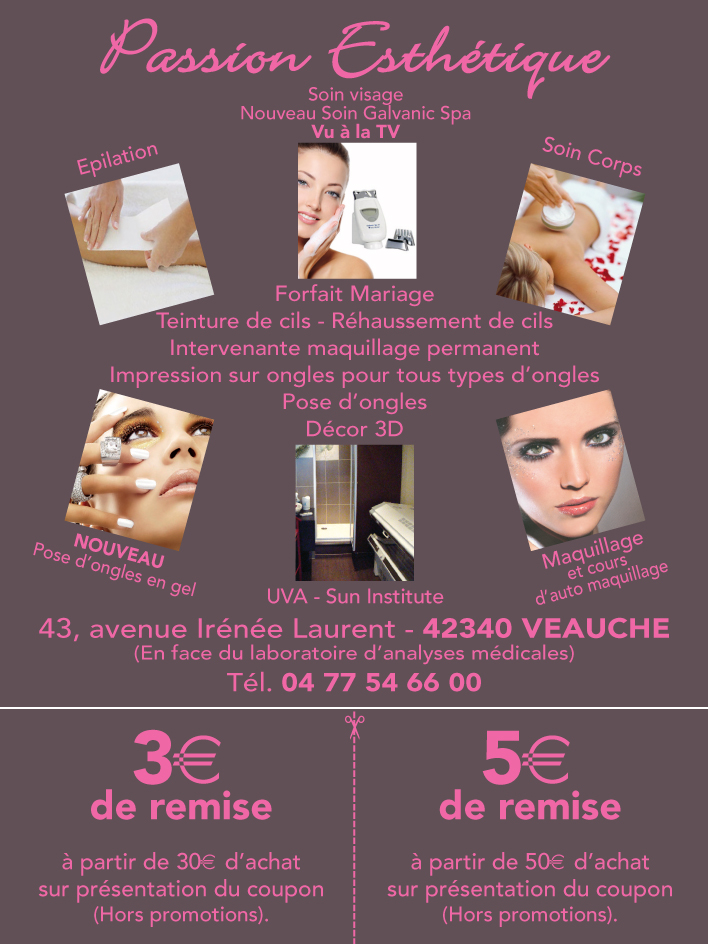 Passion Esthétique
Soin visage
Nouveau Soin Galvanic Spa
Vu à la TV
Epilation
Soin Corps
Forfait Mariage
Teinture de cils - Réhaussement de cils
Intervenante maquillage permanent
Impression sur ongles pour tous types d'ongles
Pose d'ongles
Décor 3D
NOUVEAU
Pose d'ongles en gel
UVA - Sun Institute
Maquillage
et cours
d'auto maquillage
43, avenue Irénée Laurent - 42340 VEAUCHE
(En face du laboratoire d'analyses médicales)
Tél. 04 77 54 66 00
3€
de remise
à partir de 30€ d'achat
sur présentation du coupon
(Hors promotions).
5€
de remise
à partir de 50€ d'achat
sur présentation du coupon
(Hors promotions).